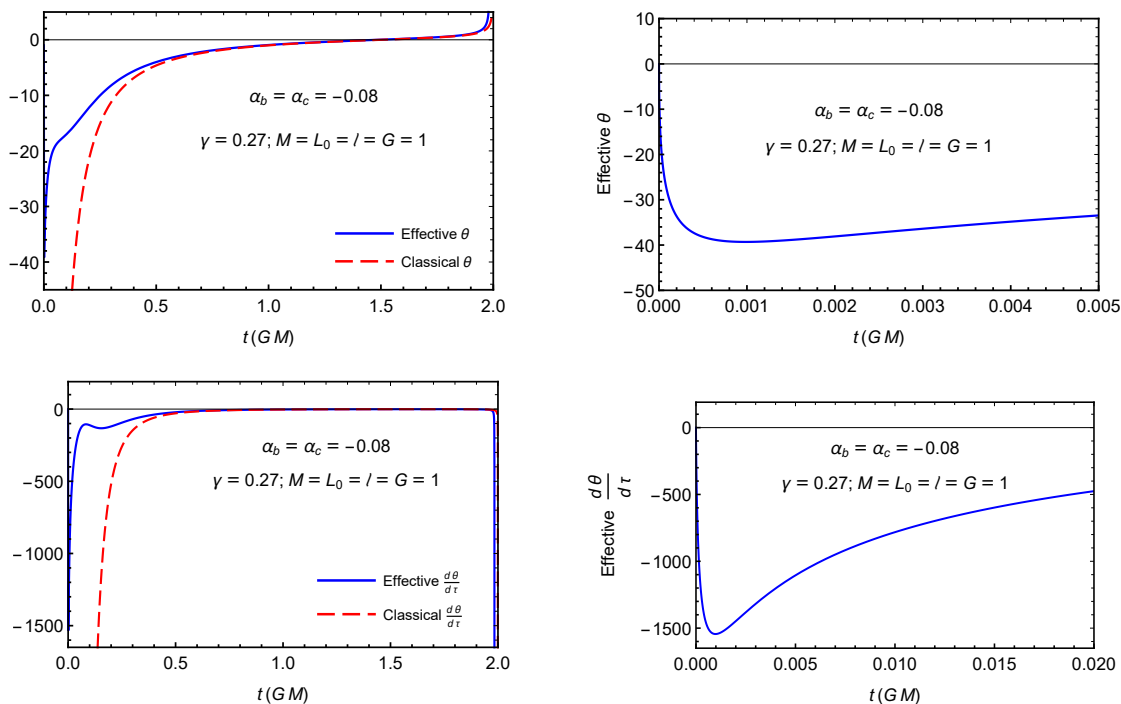 0
−10
−20
−30
−40
0.0 0.5 1.0 1.5 2.0
t (G M)
α_b = α_c = −0.08
γ = 0.27; M = L_0 = l = G = 1
Effective θ
Classical θ
Effective θ
10
0
−10
−20
−30
−40
−50
0.000 0.001 0.002 0.003 0.004 0.005
t (G M)
α_b = α_c = −0.08
γ = 0.27; M = L_0 = l = G = 1
0
−500
−1000
−1500
0.0 0.5 1.0 1.5 2.0
t (G M)
α_b = α_c = −0.08
γ = 0.27; M = L_0 = l = G = 1
Effective dθ/dτ
Classical dθ/dτ
Effective dθ/dτ
0
−500
−1000
−1500
0.000 0.005 0.010 0.015 0.020
t (G M)
α_b = α_c = −0.08
γ = 0.27; M = L_0 = l = G = 1